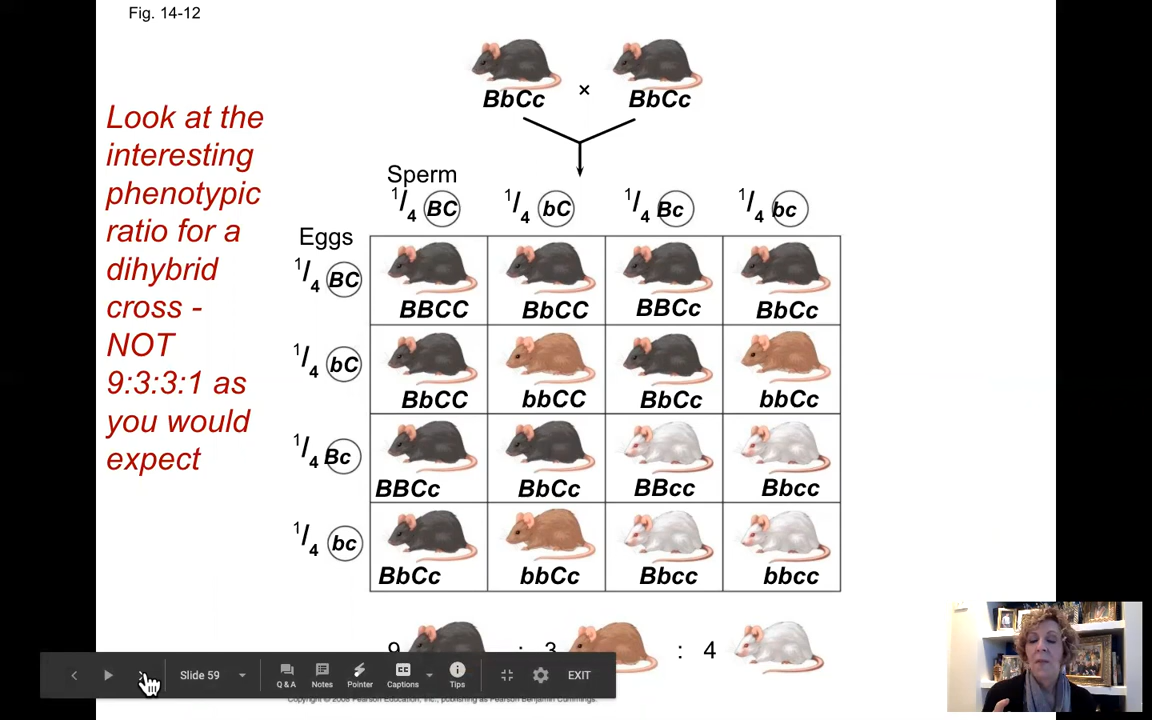 Fig. 14-12
BbCc × BbCc
Look at the
interesting
phenotypic
ratio for a
dihybrid
cross -
NOT
9:3:3:1 as
you would
expect
Sperm
1/4 BC 1/4 bC 1/4 Bc 1/4 bc
Eggs
1/4 BC
BBCC BbCC BBCc BbCc
1/4 bC
BbCC bbCC BbCc bbCc
1/4 Bc
BBCc BbCc BBcc Bbcc
1/4 bc
BbCc bbCc Bbcc bbcc
9 : 3 : 4
Slide 59 Q & A Notes Pointer Captions Tips EXIT
Copyright © 2008 Pearson Education, Inc., publishing as Pearson Benjamin Cummings.